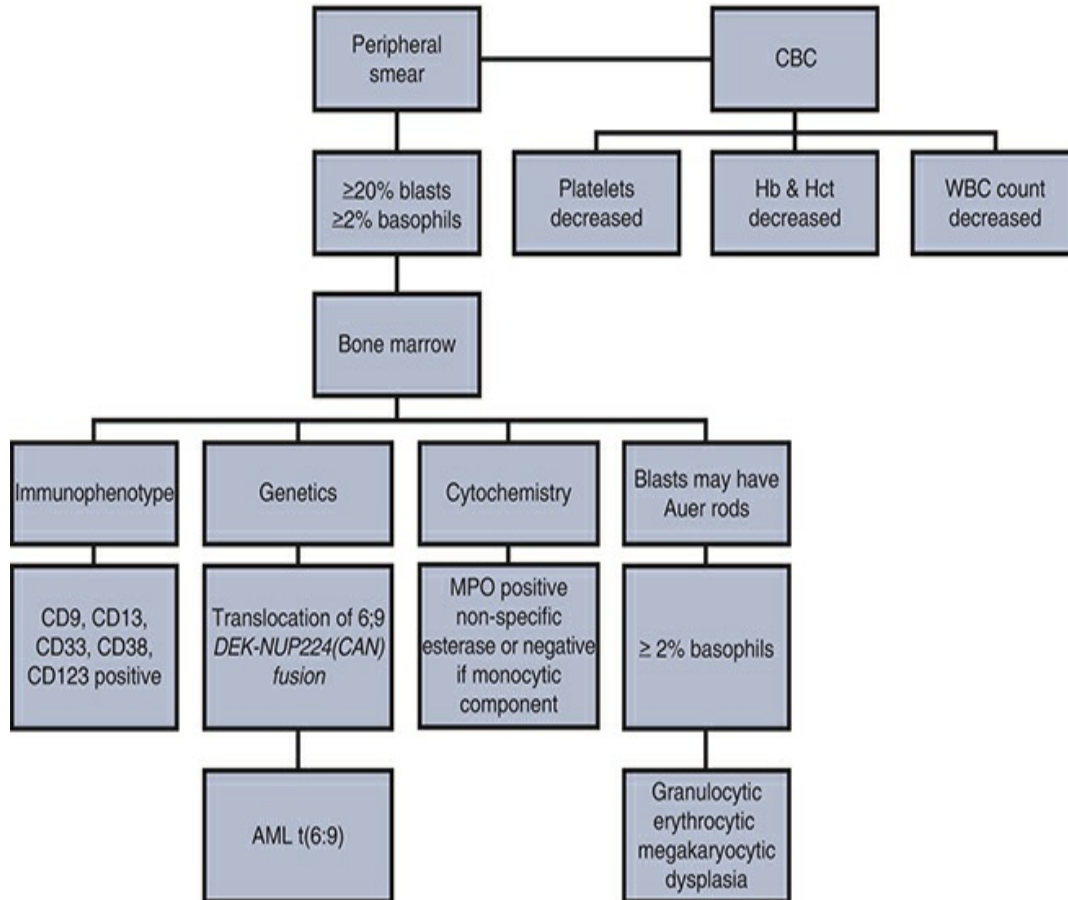 Peripheral
smear
CBC
≥20% blasts
≥2% basophils
Platelets
decreased
Hb & Hct
decreased
WBC count
decreased
Bone marrow
Immunophenotype
Genetics
Cytochemistry
Blasts may have
Auer rods
CD9, CD13,
CD33, CD38,
CD123 positive
Translocation of 6;9
DEK-NUP224(CAN)
fusion
MPO positive
non-specific
esterase or negative
if monocytic
component
≥ 2% basophils
AML t(6:9)
Granulocytic
erythrocytic
megakaryocytic
dysplasia